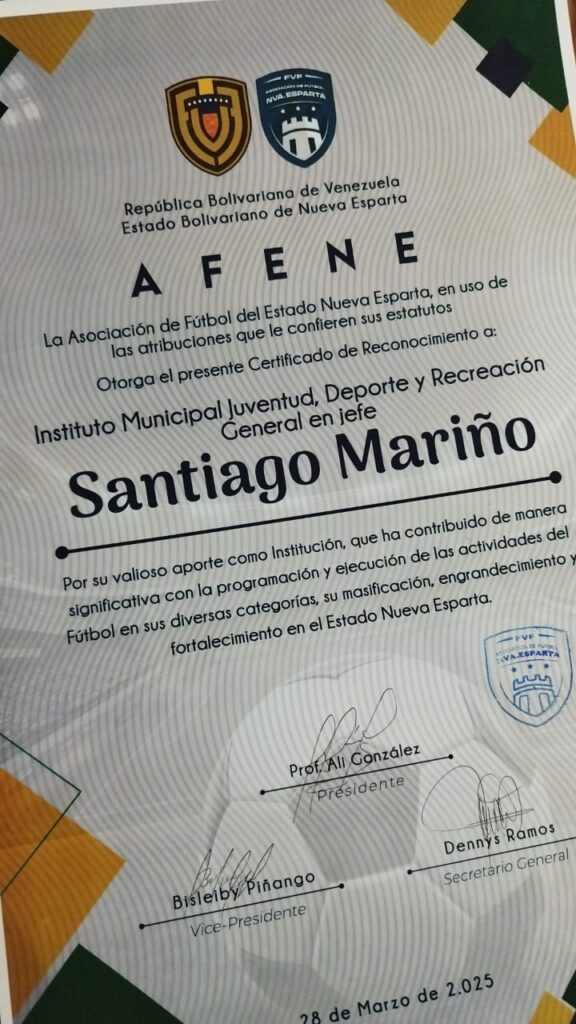 FVF
ASOCIACIÓN DE FÚTBOL
NVA. ESPARTA
República Bolivariana de Venezuela
Estado Bolivariano de Nueva Esparta
AFENE
La Asociación de Fútbol del Estado Nueva Esparta, en uso de
las atribuciones que le confieren sus estatutos
Otorga el presente Certificado de Reconocimiento a:
Instituto Municipal Juventud, Deporte y Recreación
General en jefe
Santiago Mariño
Por su valioso aporte como Institución, que ha contribuido de manera
significativa con la programación y ejecución de las actividades del
Fútbol en sus diversas categorías, su masificación, engrandecimiento y
fortalecimiento en el Estado Nueva Esparta.
FVF
ASOCIACIÓN DE FÚTBOL
NVA. ESPARTA
Prof. Ali González
Presidente
Dennys Ramos
Secretario General
Bisleiby Piñango
Vice-Presidente
28 de Marzo de 2.025